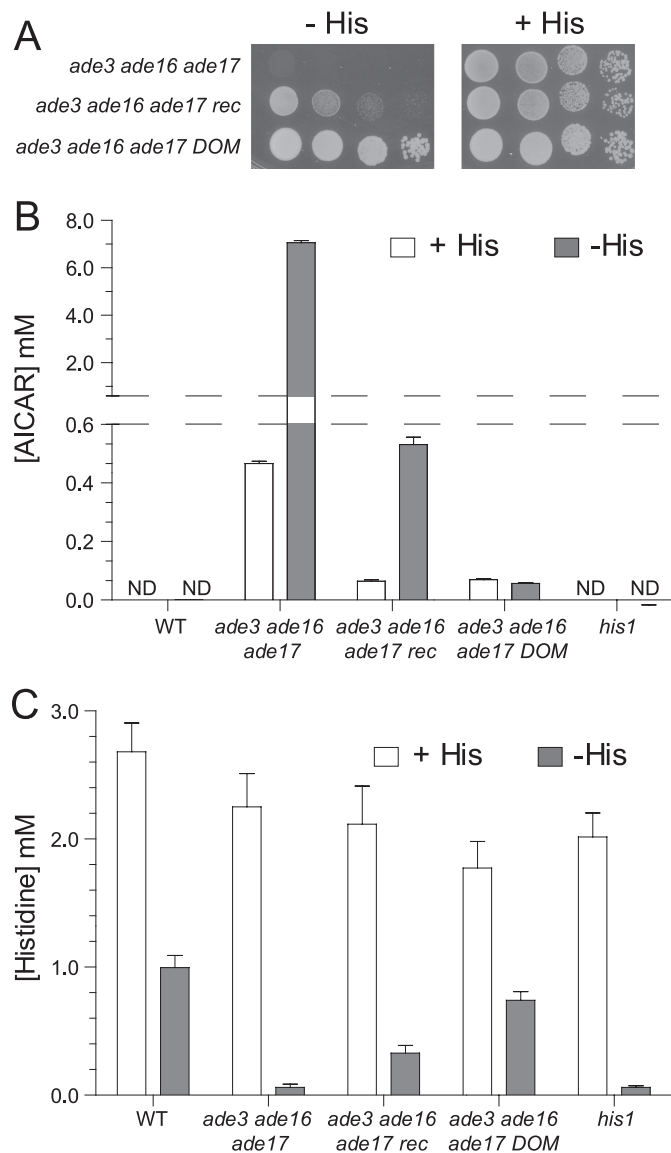 A
- His
+ His
ade3 ade16 ade17
ade3 ade16 ade17 rec
ade3 ade16 ade17 DOM
B
[AICAR] mM
8.0
6.0
4.0
2.0
0.6
0.4
0.2
0.0
+ His
-His
ND
ND
ND
ND
WT
ade3 ade16
ade17
ade3 ade16
ade17 rec
ade3 ade16
ade17 DOM
his1
C
[Histidine] mM
3.0
2.0
1.0
0.0
+ His
-His
WT
ade3 ade16
ade17
ade3 ade16
ade17 rec
ade3 ade16
ade17 DOM
his1